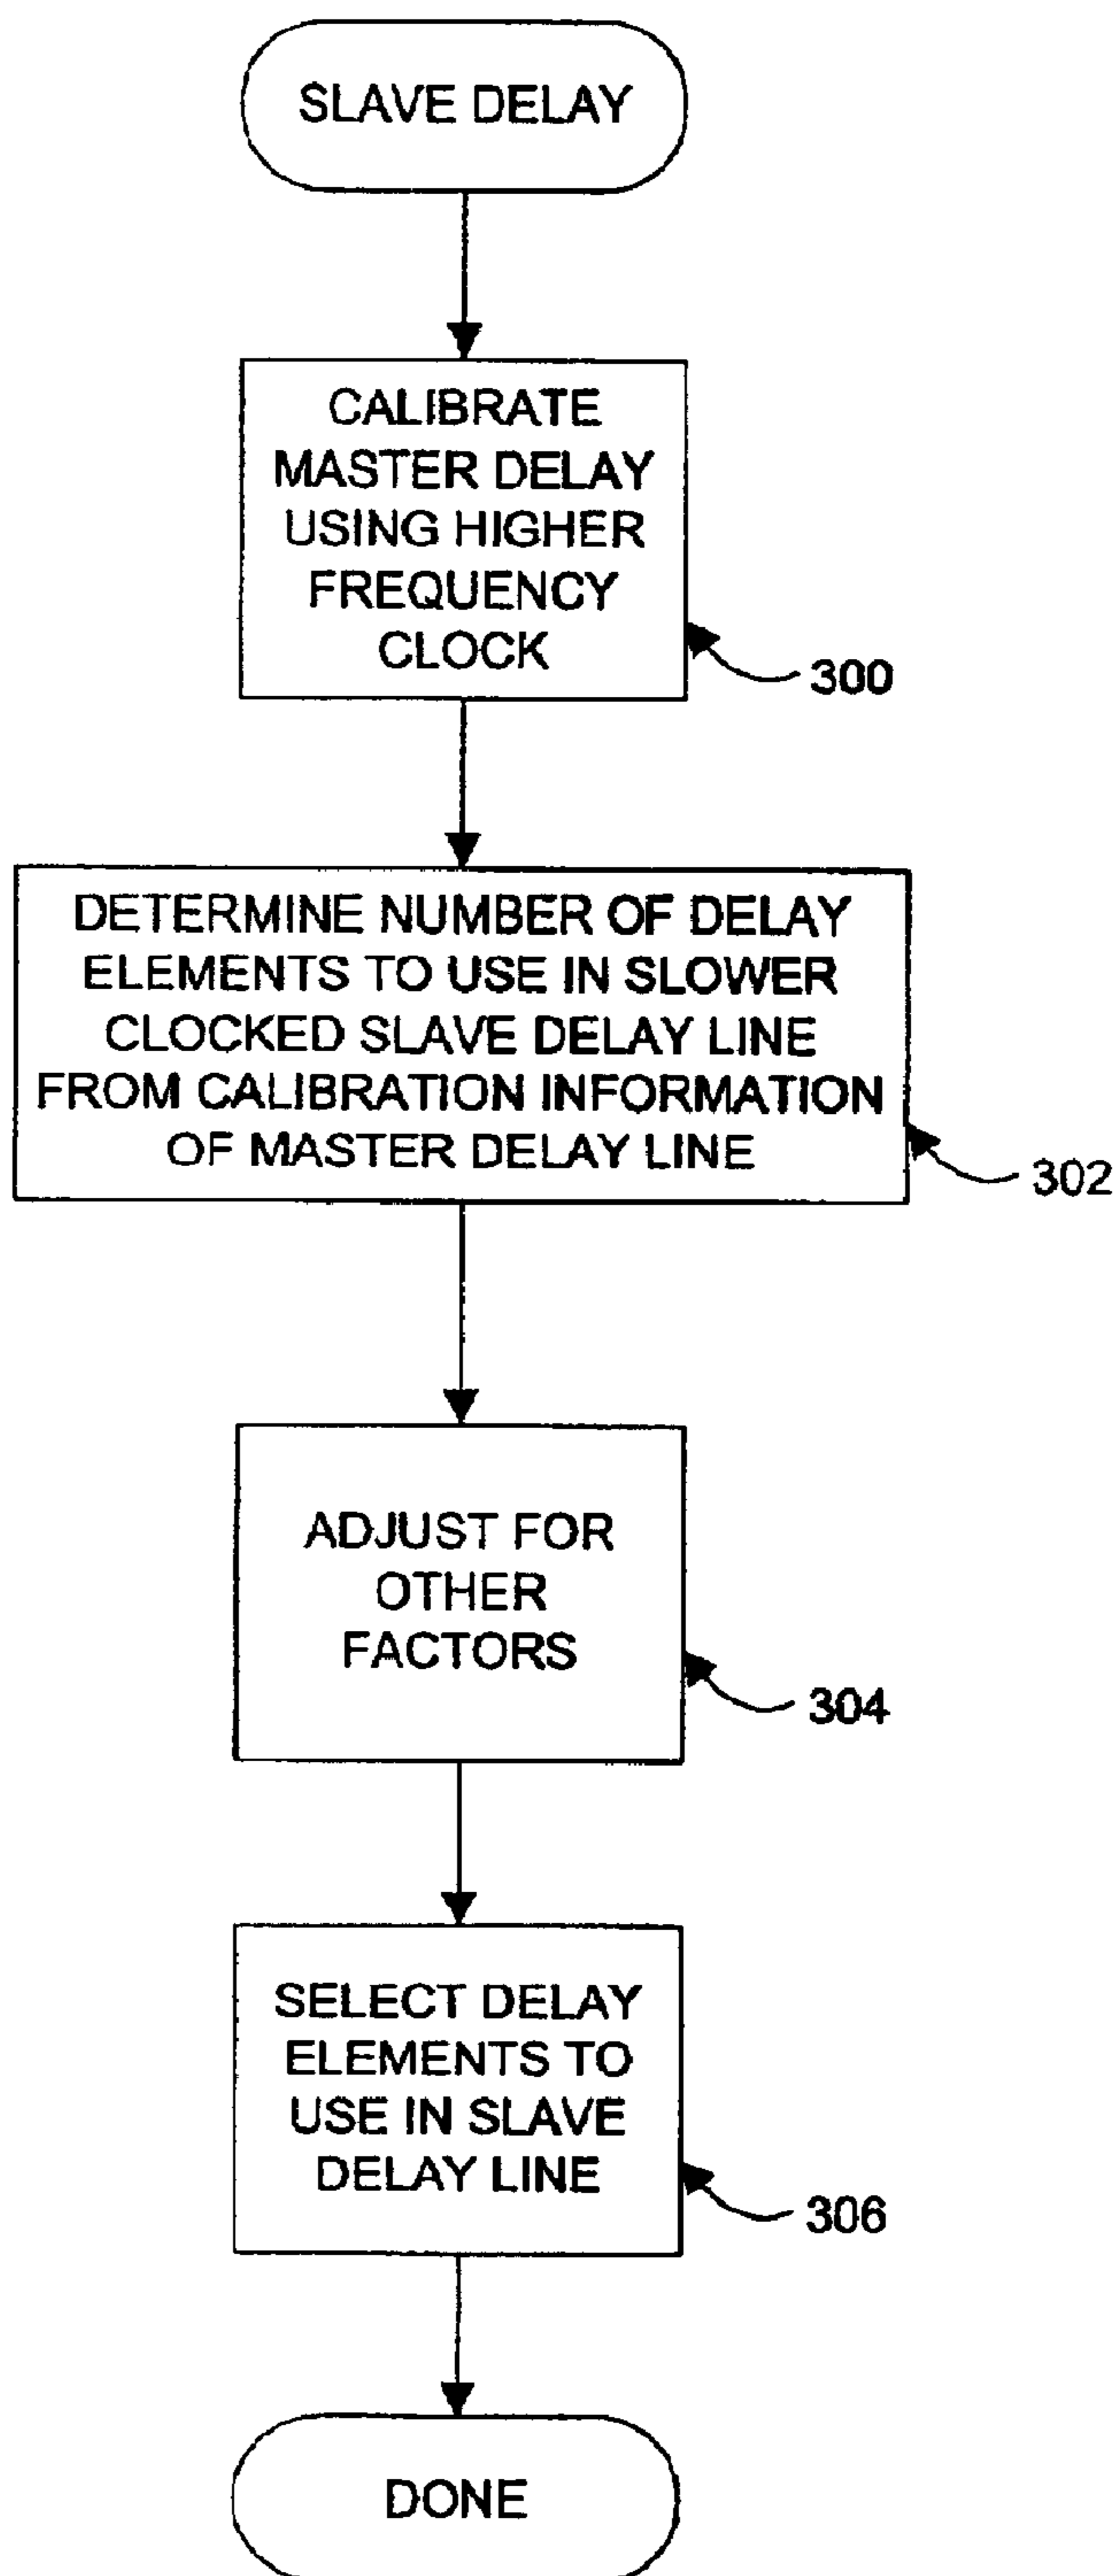 SLAVE DELAY
CALIBRATE
MASTER DELAY
USING HIGHER
FREQUENCY
CLOCK
300
DETERMINE NUMBER OF DELAY
ELEMENTS TO USE IN SLOWER
CLOCKED SLAVE DELAY LINE
FROM CALIBRATION INFORMATION
OF MASTER DELAY LINE
302
ADJUST FOR
OTHER
FACTORS
304
SELECT DELAY
ELEMENTS TO
USE IN SLAVE
DELAY LINE
306
DONE